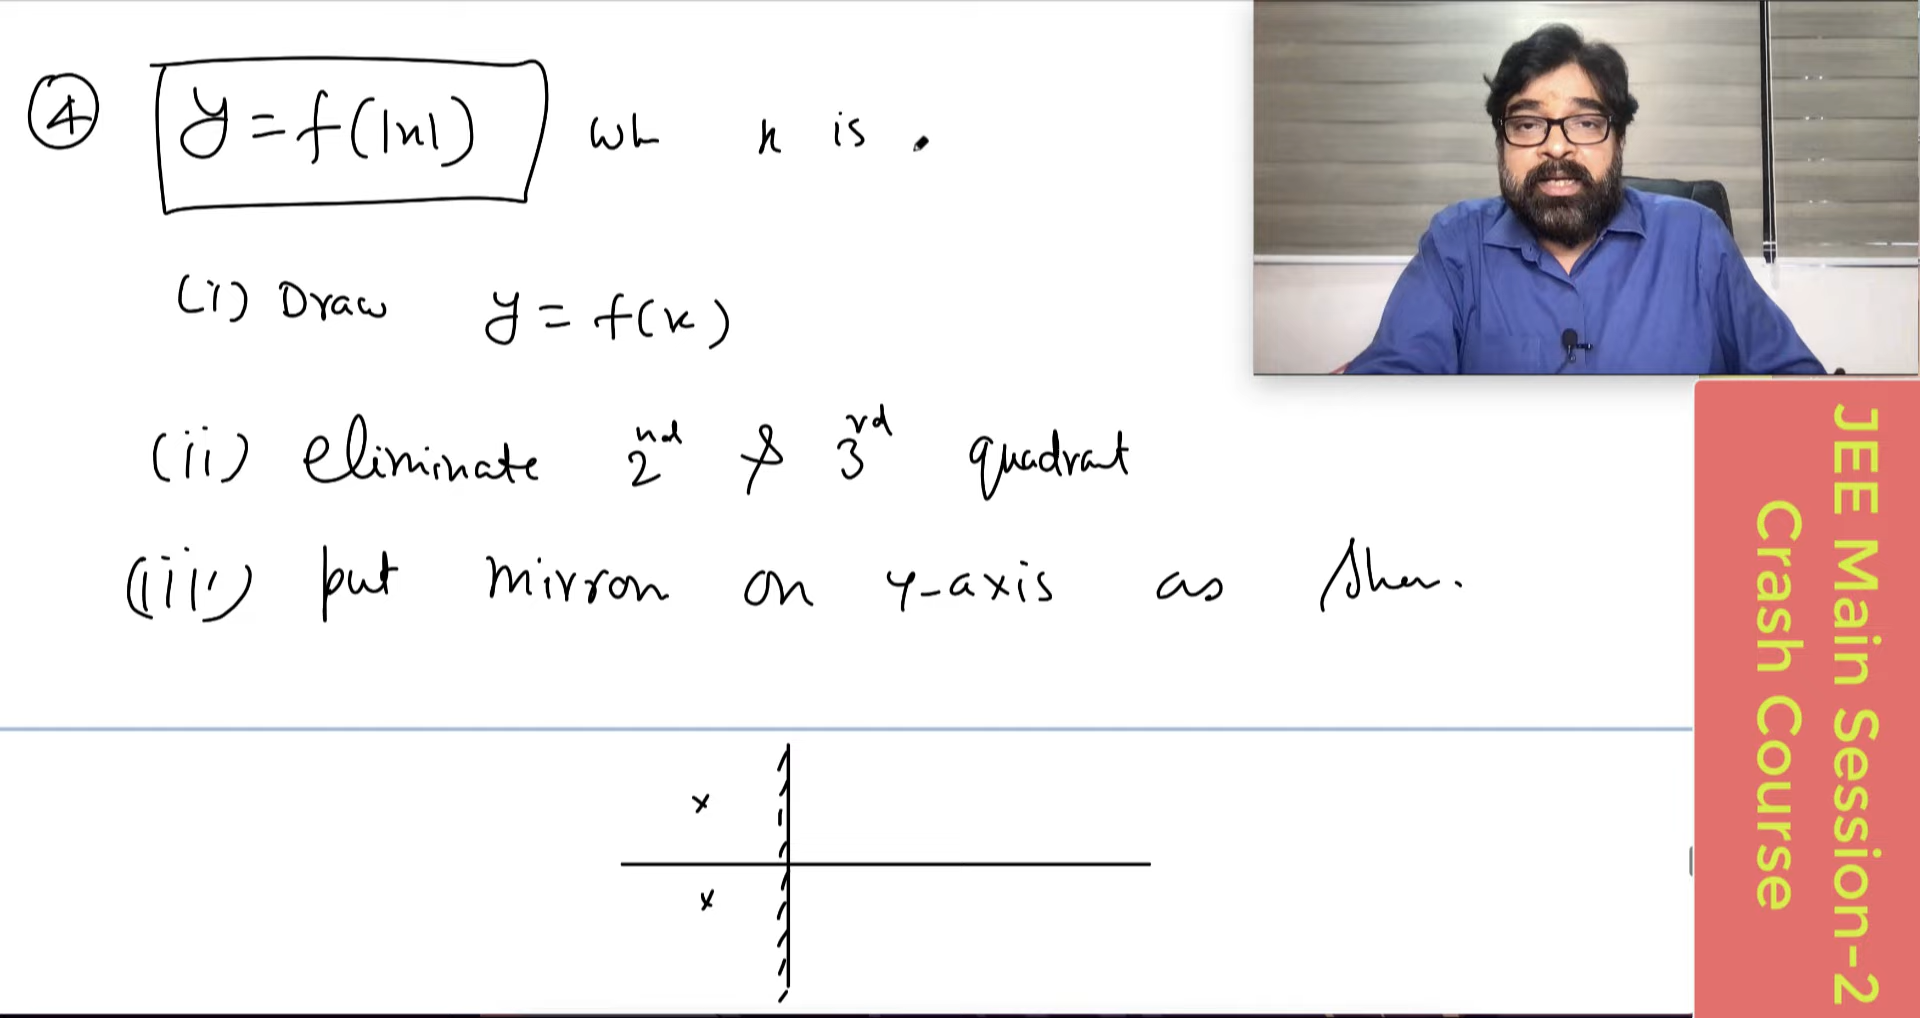 ④ y = f(|x|) wh x is .
(i) Draw y = f(x)
(ii) eliminate 2nd & 3rd quadrant
(iii) put mirror on y-axis as
x
x
JEE Main Session-2
Crash Course